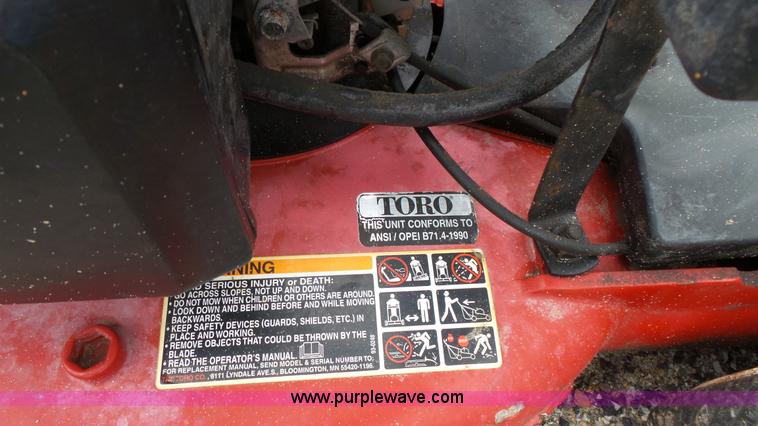 TORO
THIS UNIT CONFORMS TO
ANSI / OPEI B71.4-1990
SERIOUS INJURY or DEATH:
GO ACROSS SLOPES, NOT UP AND DOWN.
• DO NOT MOW WHEN CHILDREN OR OTHERS ARE AROUND.
• LOOK DOWN AND BEHIND BEFORE AND WHILE MOVING
BACKWARDS.
• KEEP SAFETY DEVICES (GUARDS, SHIELDS, ETC.) IN
PLACE AND WORKING.
• REMOVE OBJECTS THAT COULD BE THROWN BY THE
BLADE.
• READ THE OPERATOR'S MANUAL.
FOR REPLACEMENT MANUAL, SEND MODEL & SERIAL NUMBER TO:
THE TORO CO., 8111 LYNDALE AVE.S., BLOOMINGTON, MN 55420-1196.
www.purplewave.com